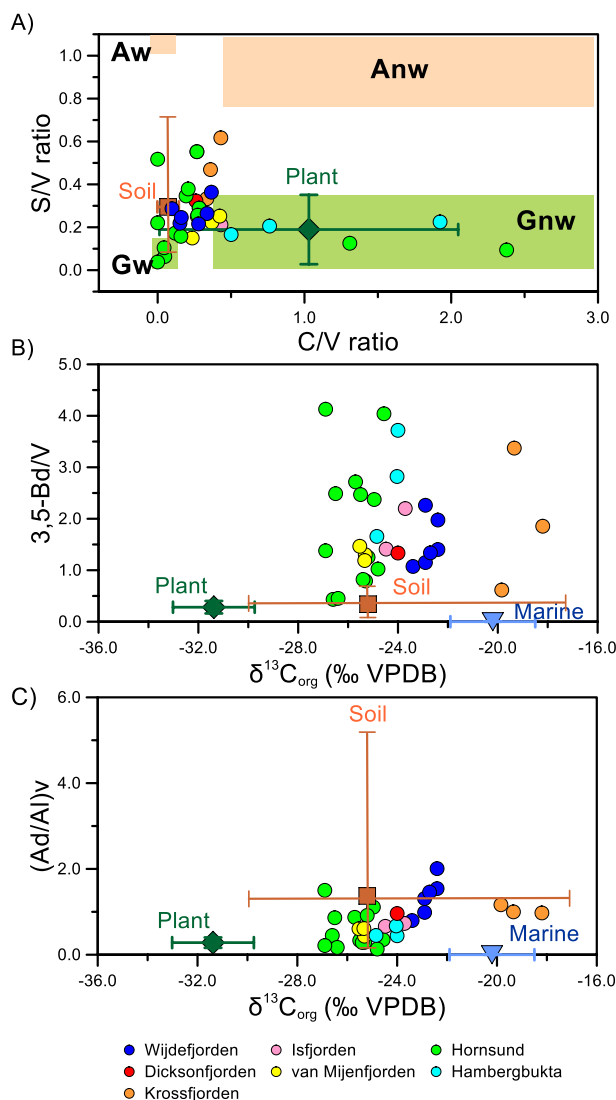 A)
Aw
Anw
1.0
0.8
0.6
S/V ratio
Soil
Plant
0.4
0.2
Gnw
Gw
0.0
0.0 1.0 2.0 3.0
C/V ratio
B)
5.0
4.0
3.0
3,5-Bd/V
2.0
1.0
Plant
Soil
Marine
0.0
-36.0 -32.0 -28.0 -24.0 -20.0 -16.0
δ¹³Corg (‰ VPDB)
C)
6.0
Soil
4.0
(Ad/Al)v
2.0
Plant
Marine
0.0
-36.0 -32.0 -28.0 -24.0 -20.0 -16.0
δ¹³Corg (‰ VPDB)
Wijdefjorden Isfjorden Hornsund
Dicksonfjorden van Mijenfjorden Hambergbukta
Krossfjorden